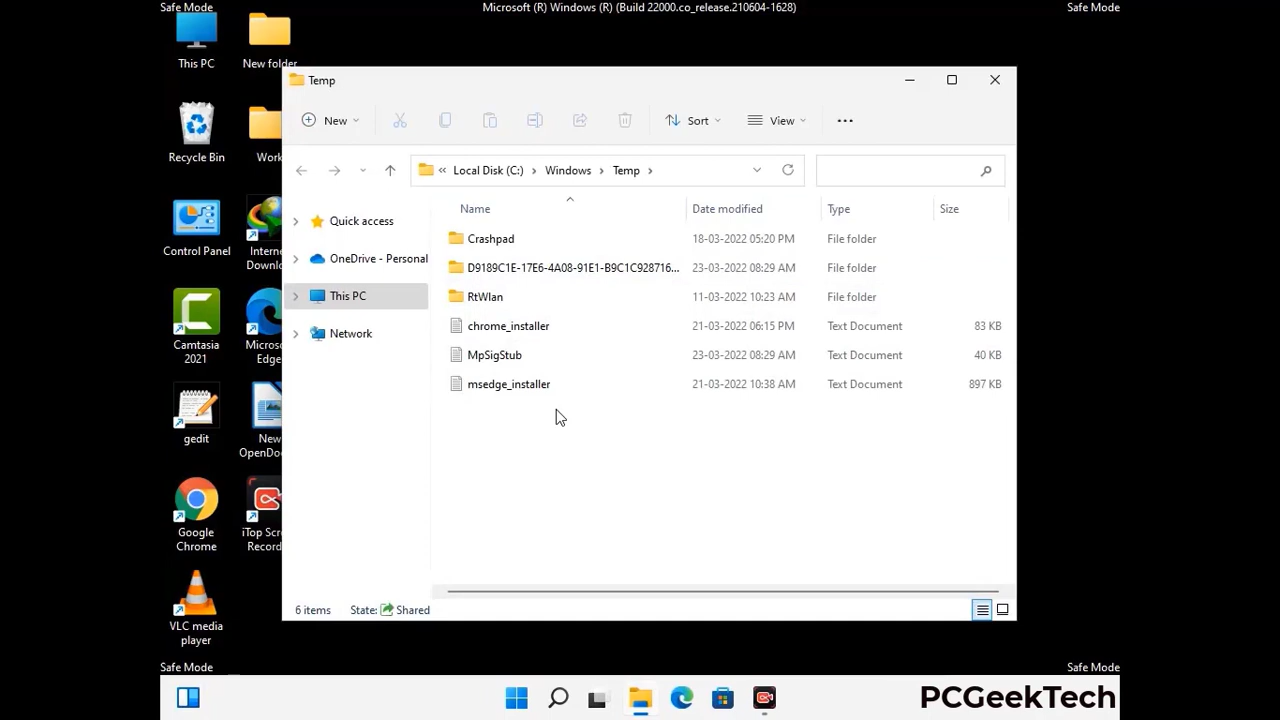 Safe Mode
Microsoft (R) Windows (R) (Build 22000.co_release.210604-1628)
Safe Mode
This PC
New folder
Recycle Bin
Work
Control Panel
Intern
Downlo
Camtasia
2021
Micros
Edge
gedit
New
OpenDo
Google
Chrome
iTop Scr
Record
VLC media
player
Temp
New
Sort
View
Local Disk (C:)
Windows
Temp
Quick access
OneDrive - Personal
This PC
Network
Name
Date modified
Type
Size
Crashpad 18-03-2022 05:20 PM File folder
D9189C1E-17E6-4A08-91E1-B9C1C928716... 23-03-2022 08:29 AM File folder
RtWlan 11-03-2022 10:23 AM File folder
chrome_installer 21-03-2022 06:15 PM Text Document 83 KB
MpSigStub 23-03-2022 08:29 AM Text Document 40 KB
msedge_installer 21-03-2022 10:38 AM Text Document 897 KB
6 items
State: Shared
Safe Mode
Safe Mode
PCGeekTech